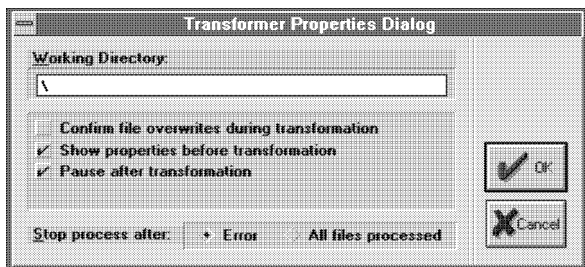 Transformer Properties Dialog
Working Directory:
\
Confirm file overwrites during transformation
Show properties before transformation
Pause after transformation
OK
Cancel
Stop process after: Error All files processed